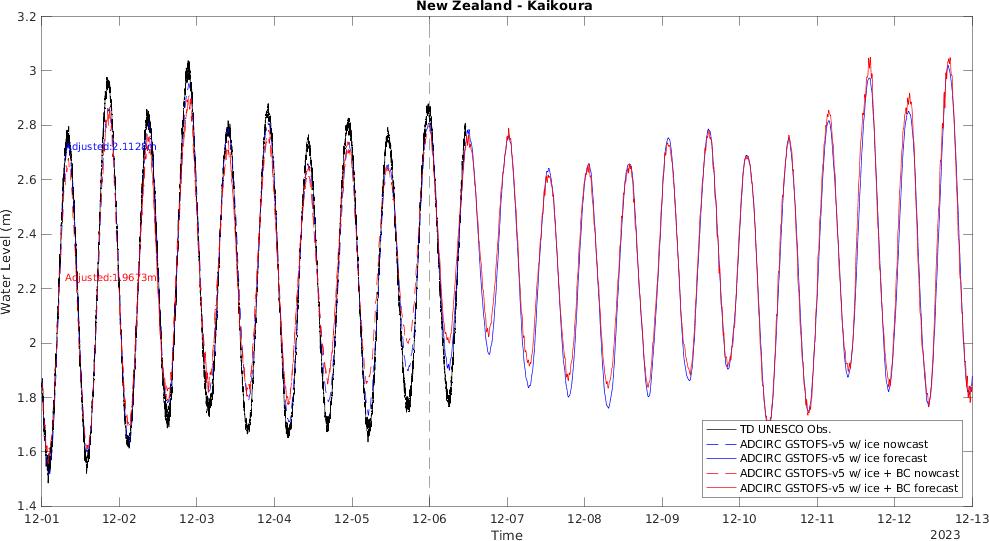 New Zealand - Kaikoura
3.2
3
2.8
2.6
2.4
2.2
2
1.8
1.6
1.4
Water Level (m)
Adjusted:2.1128m
Adjusted:1.9673m
TD UNESCO Obs.
ADCIRC GSTOFS-v5 w/ ice nowcast
ADCIRC GSTOFS-v5 w/ ice forecast
ADCIRC GSTOFS-v5 w/ ice + BC nowcast
ADCIRC GSTOFS-v5 w/ ice + BC forecast
12-01 12-02 12-03 12-04 12-05 12-06 12-07 12-08 12-09 12-10 12-11 12-12 12-13
Time
2023